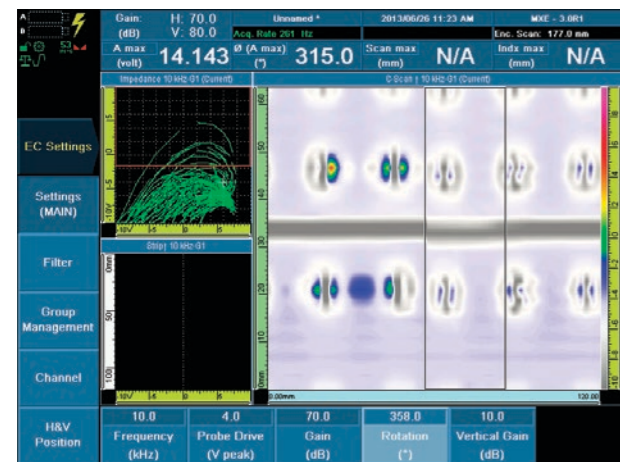 Gain: H: 70.0 Unnamed * 2013/06/26 11:23 AM MXE - 3.0R1
(dB) V: 80.0 Acq. Rate 261 Hz Enc. Scan: 177.0 mm
A max (volt) 14.143 Ø (A max) (°) 315.0 Scan max (mm) N/A Indx max (mm) N/A
Impedance 10 kHz-01 (Current) C-Scan 10 kHz-01 (Current)
EC Settings
Settings
(MAIN)
Filter
Strip 10 kHz-01
Group
Management
Channel
0.00mm 120.00
H&V
Position
10.0 4.0 70.0 358.0 10.0
Frequency Probe Drive Gain Rotation Vertical Gain
(kHz) (V peak) (dB) (°) (dB)